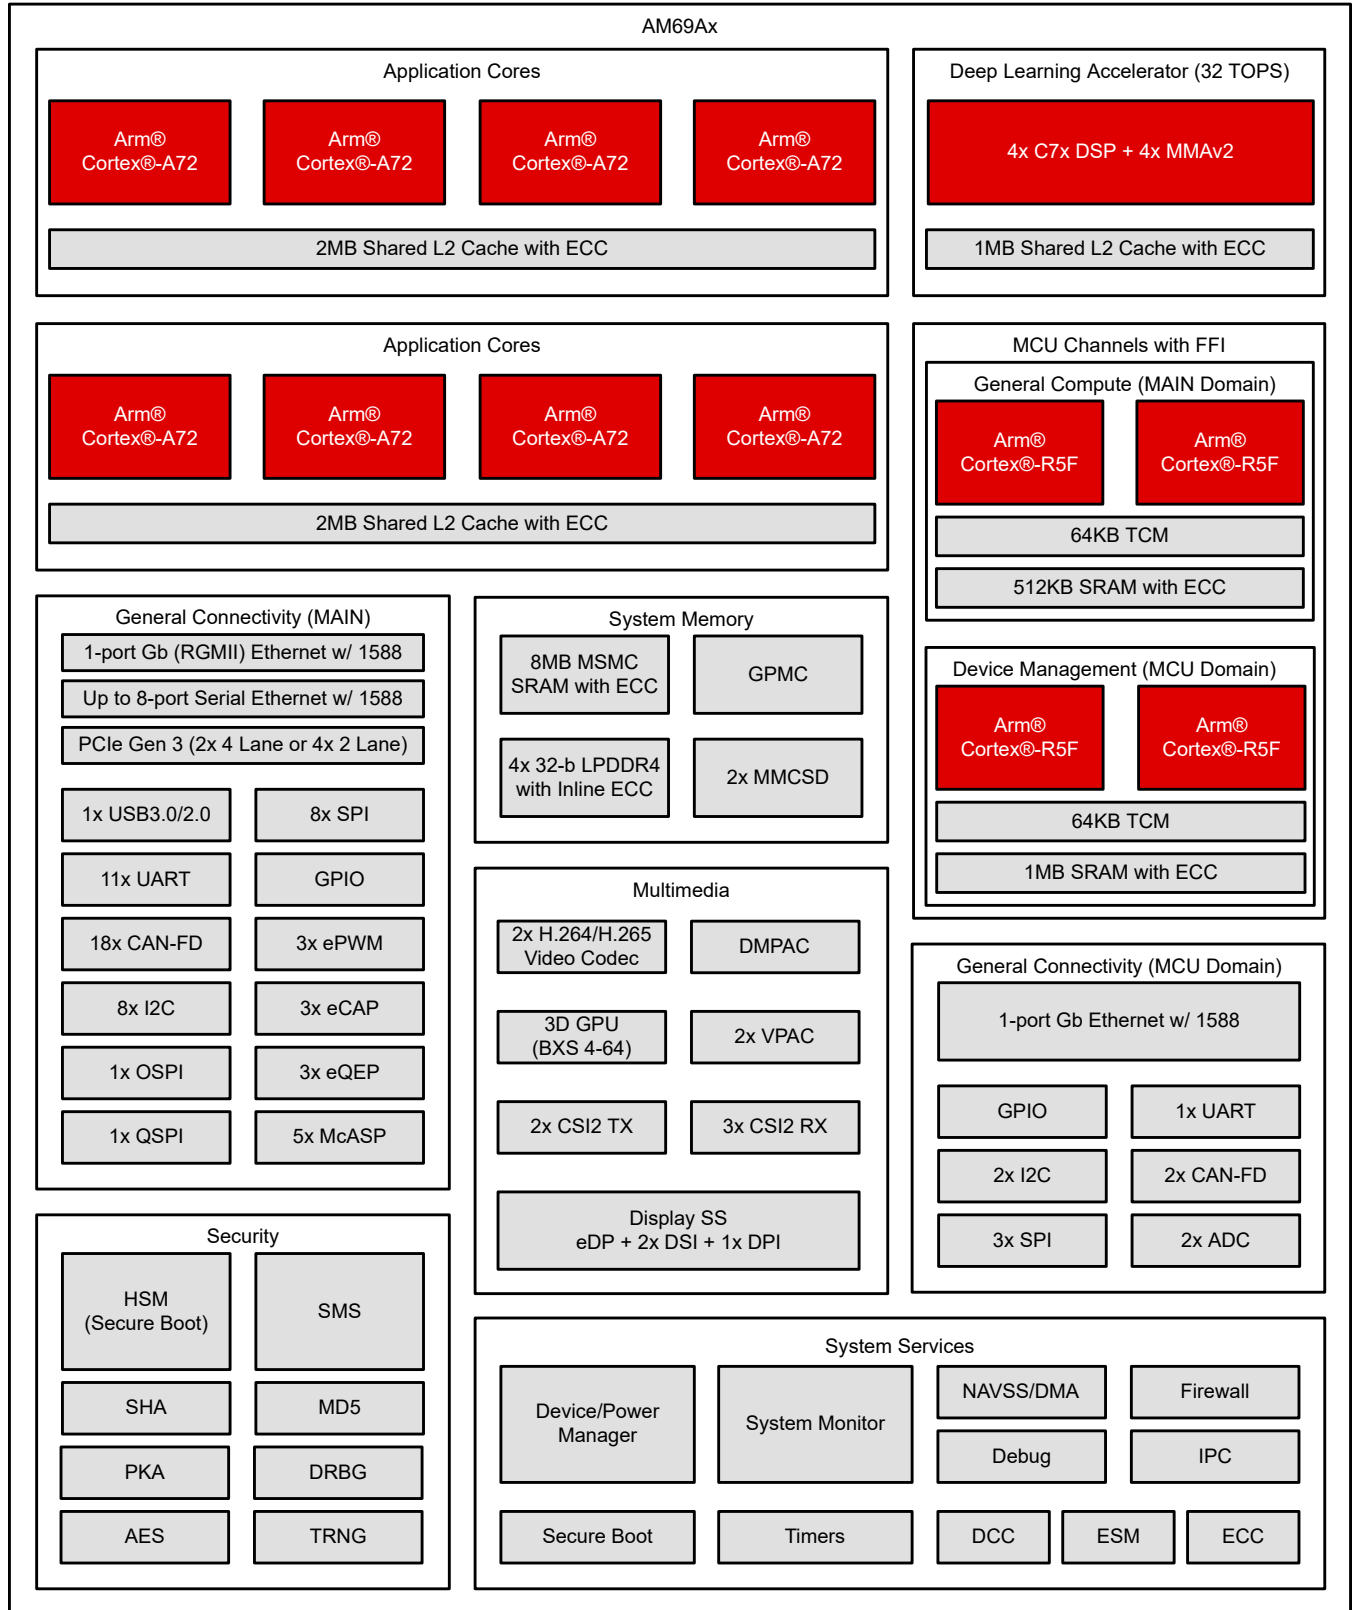 AM69Ax
Application Cores
Arm®
Cortex®-A72
Arm®
Cortex®-A72
Arm®
Cortex®-A72
Arm®
Cortex®-A72
2MB Shared L2 Cache with ECC
Deep Learning Accelerator (32 TOPS)
4x C7x DSP + 4x MMAv2
1MB Shared L2 Cache with ECC
Application Cores
Arm®
Cortex®-A72
Arm®
Cortex®-A72
Arm®
Cortex®-A72
Arm®
Cortex®-A72
2MB Shared L2 Cache with ECC
MCU Channels with FFI
General Compute (MAIN Domain)
Arm®
Cortex®-R5F
Arm®
Cortex®-R5F
64KB TCM
512KB SRAM with ECC
Device Management (MCU Domain)
Arm®
Cortex®-R5F
Arm®
Cortex®-R5F
64KB TCM
1MB SRAM with ECC
General Connectivity (MAIN)
1-port Gb (RGMII) Ethernet w/ 1588
Up to 8-port Serial Ethernet w/ 1588
PCIe Gen 3 (2x 4 Lane or 4x 2 Lane)
1x USB3.0/2.0
8x SPI
11x UART
GPIO
18x CAN-FD
3x ePWM
8x I2C
3x eCAP
1x OSPI
3x eQEP
1x QSPI
5x McASP
System Memory
8MB MSMC
SRAM with ECC
GPMC
4x 32-b LPDDR4
with Inline ECC
2x MMCSD
Multimedia
2x H.264/H.265
Video Codec
DMPAC
3D GPU
(BXS 4-64)
2x VPAC
2x CSI2 TX
3x CSI2 RX
Display SS
eDP + 2x DSI + 1x DPI
General Connectivity (MCU Domain)
1-port Gb Ethernet w/ 1588
GPIO
1x UART
2x I2C
2x CAN-FD
3x SPI
2x ADC
Security
HSM
(Secure Boot)
SMS
SHA
MD5
PKA
DRBG
AES
TRNG
System Services
Device/Power
Manager
System Monitor
NAVSS/DMA
Firewall
Debug
IPC
Secure Boot
Timers
DCC
ESM
ECC